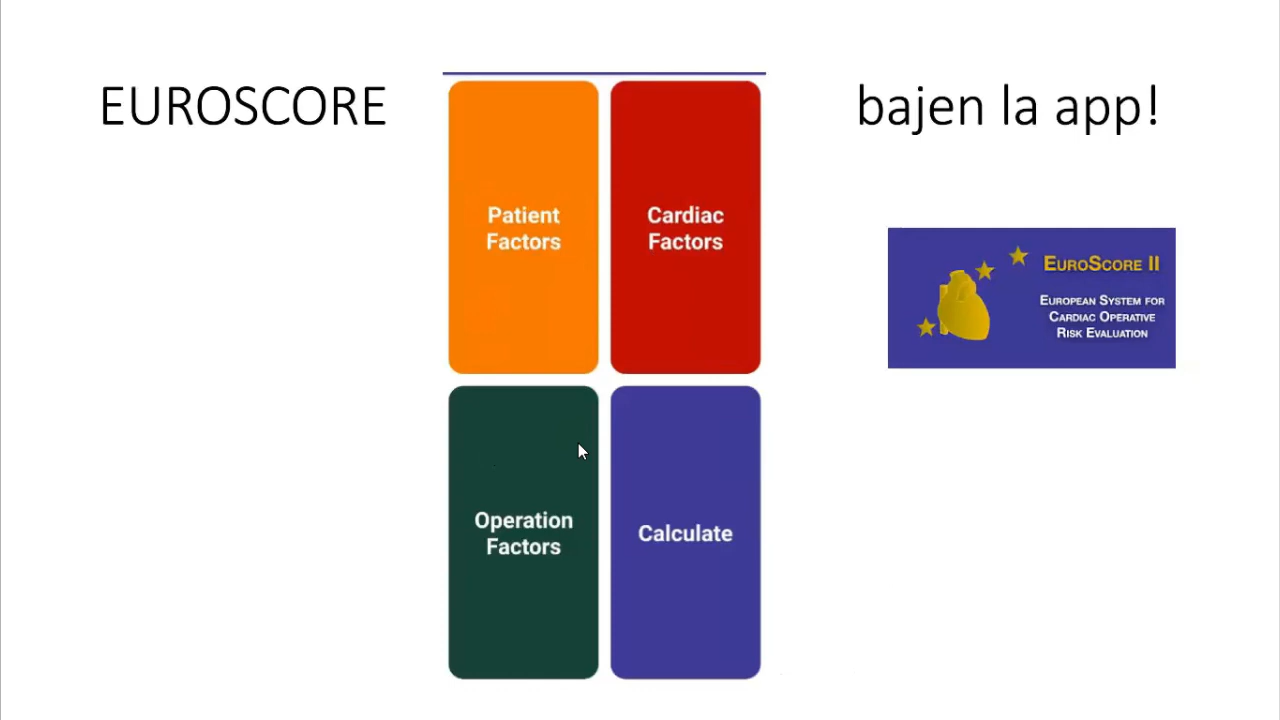 EUROSCORE
bajen la app!
Patient
Factors
Cardiac
Factors
EUROSCORE II
EUROPEAN SYSTEM FOR
CARDIAC OPERATIVE
RISK EVALUATION
Operation
Factors
Calculate